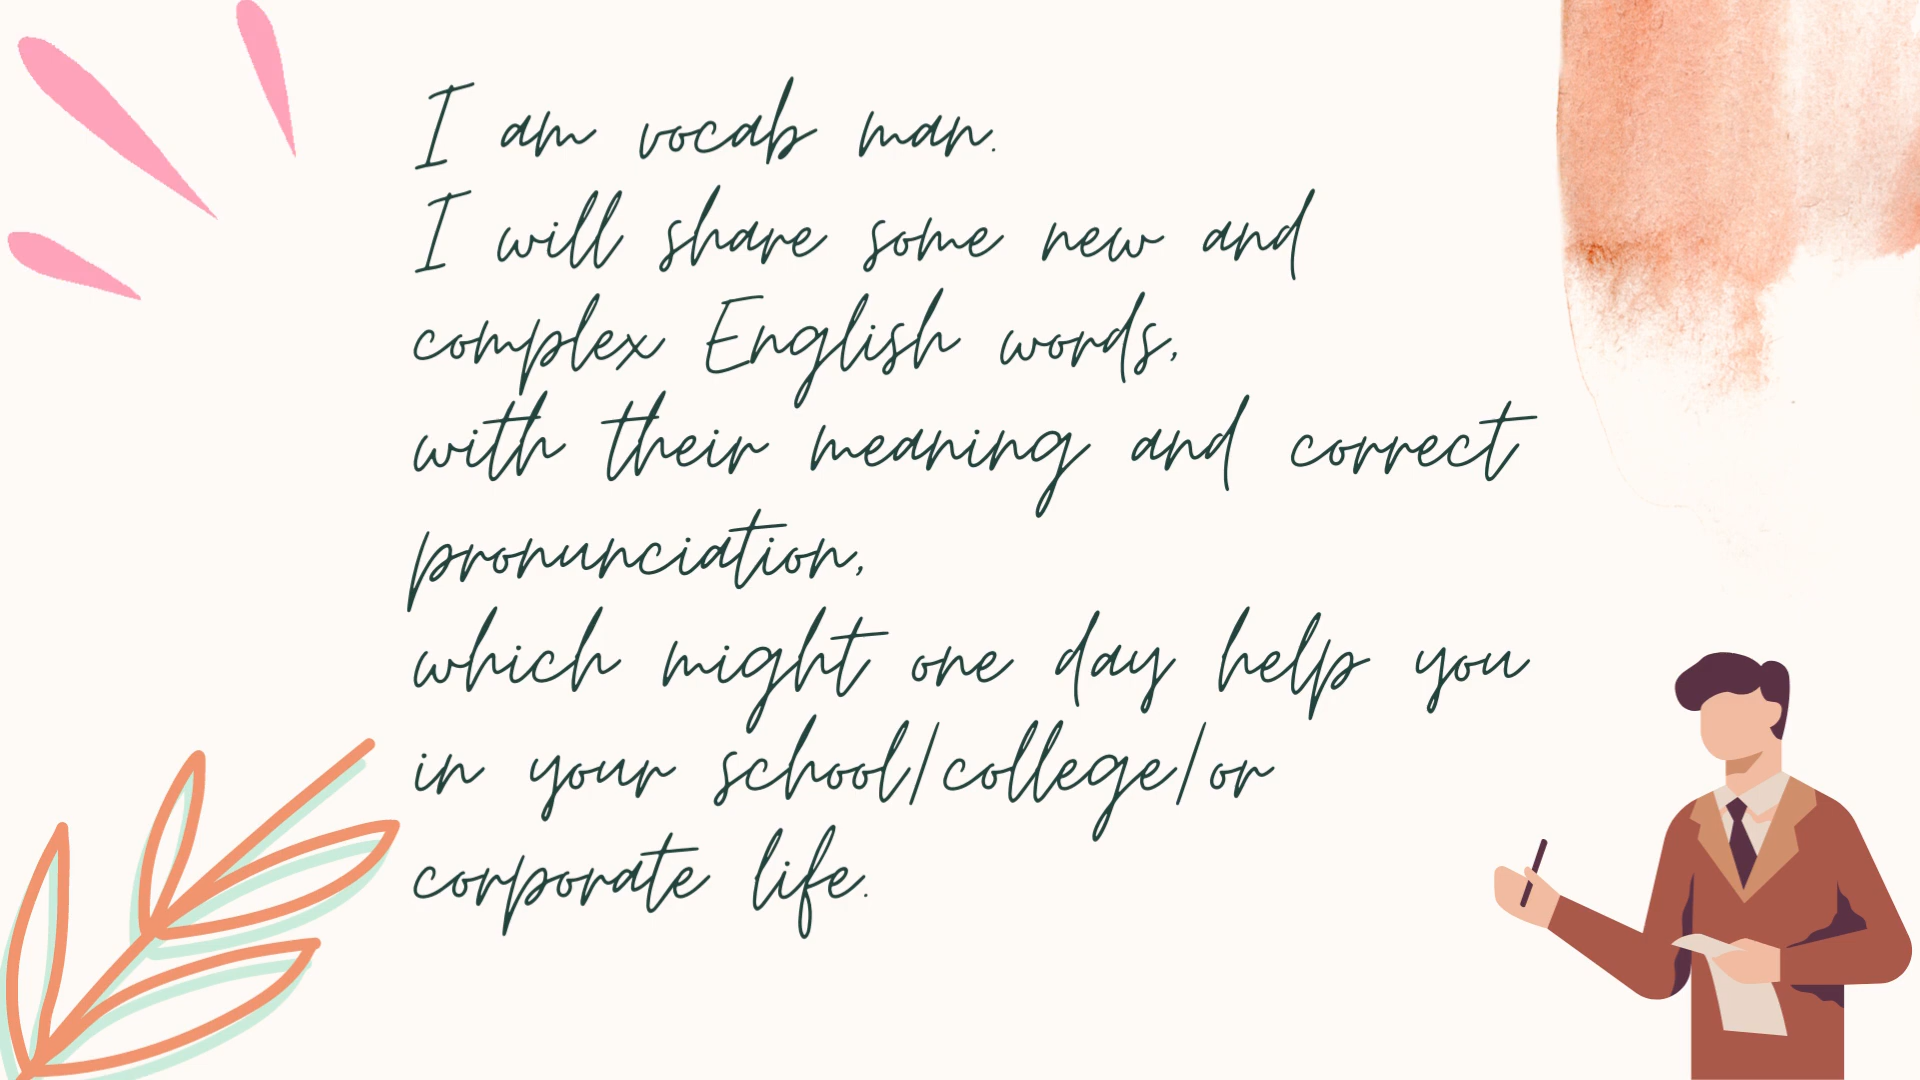 I am vocab man.
I will share some new and
complex English words,
with their meaning and correct
pronunciation,
which might one day help you
in your school/college/or
corporate life.